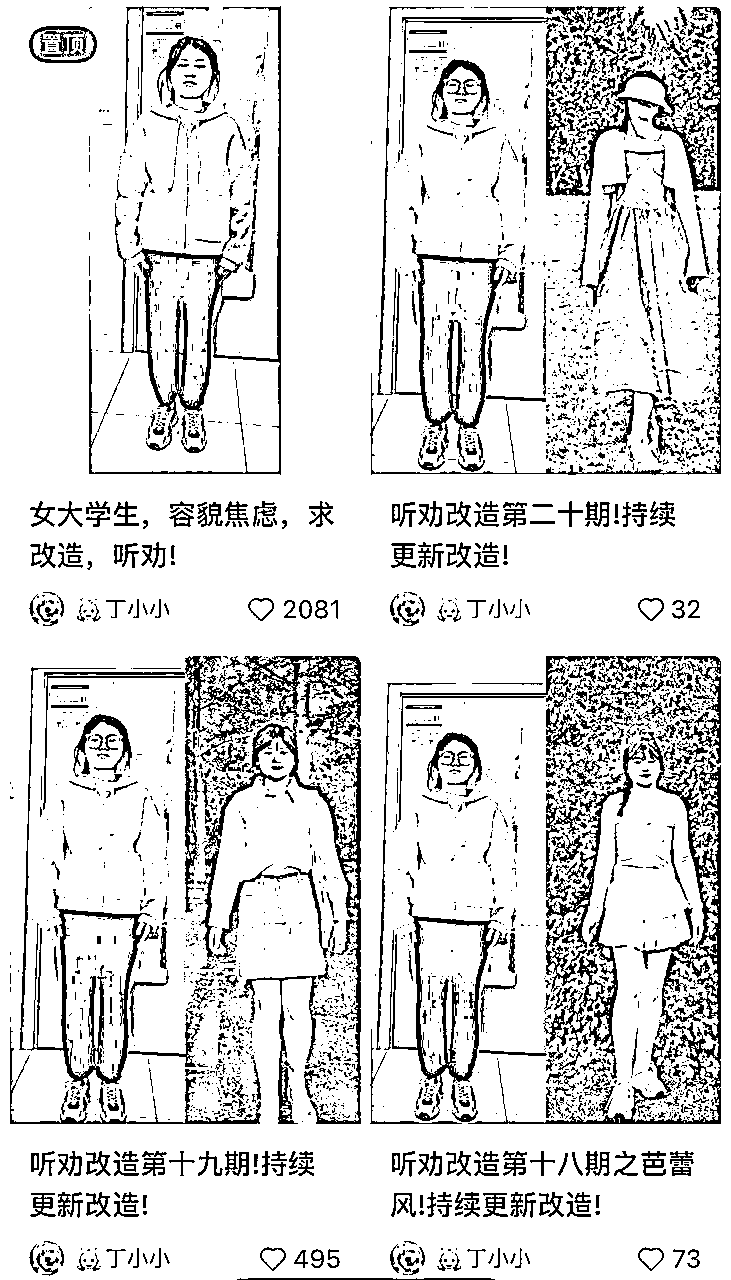 置顶
女大学生，容貌焦虑，求
改造，听劝!
丁小小
2081
听劝改造第二十期!持续
更新改造!
丁小小
32
听劝改造第十九期!持续
更新改造!
丁小小
495
听劝改造第十八期之芭蕾
风!持续更新改造!
丁小小
73